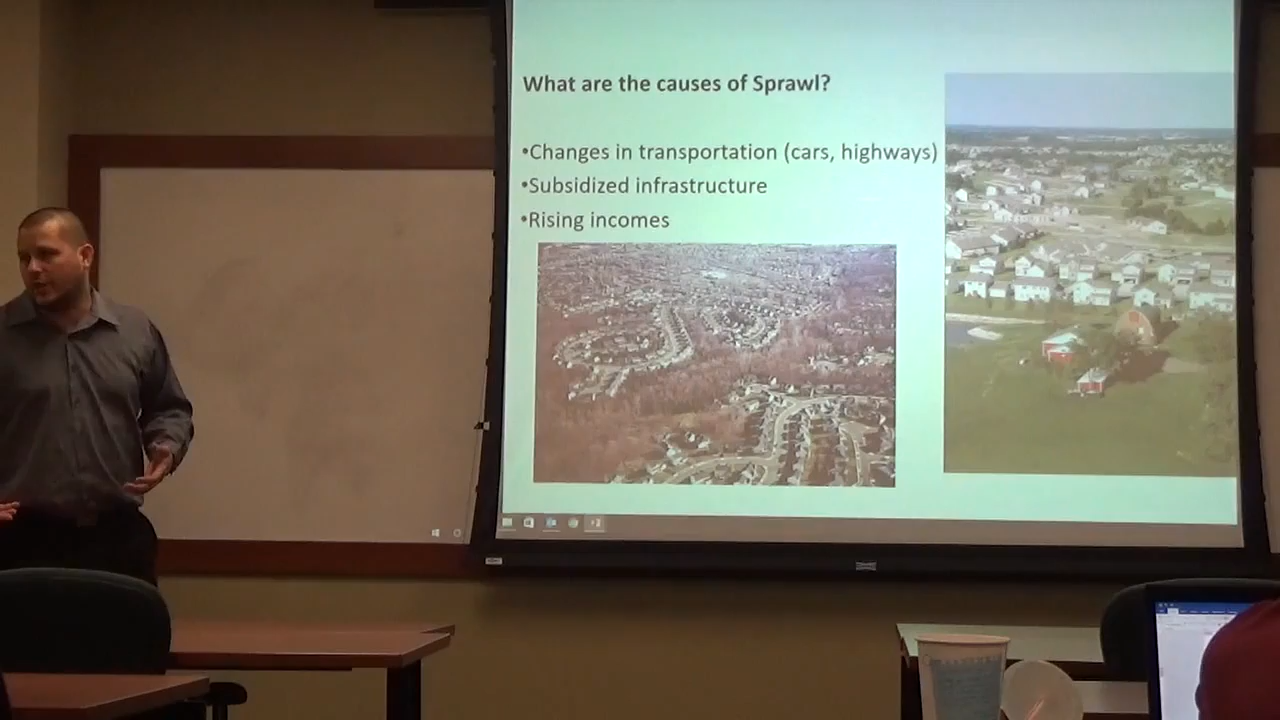 What are the causes of Sprawl?
•Changes in transportation (cars, highways)
•Subsidized infrastructure
•Rising incomes